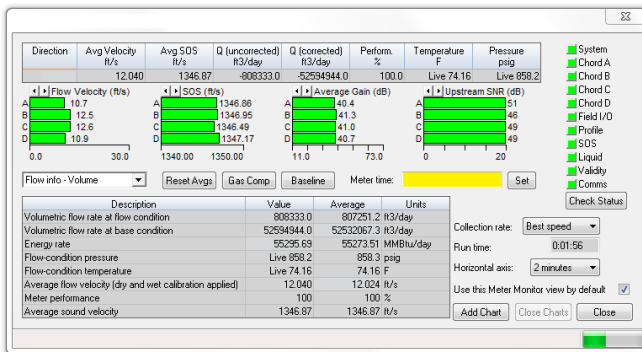 Direction Avg Velocity ft/s Avg SOS ft/s Q (uncorrected) ft3/day Q (corrected) ft3/day Perform. % Temperature F Pressure psig
12.040 1346.87 -808333.0 -52594944.0 100.0 Live 74.16 Live 858.2
System
Chord A
Chord B
Chord C
Chord D
Field I/O
Profile
SOS
Liquid
Validity
Comms
Check Status
Flow Velocity (ft/s)
A 10.7
B 12.5
C 12.6
D 10.9
0.0 30.0
SOS (ft/s)
A 1346.86
B 1346.95
C 1346.49
D 1347.17
1340.00 1350.00
Average Gain (dB)
A 40.4
B 41.3
C 41.0
D 40.7
11.0 73.0
Upstream SNR (dB)
A 51
B 46
C 49
D 49
0 20
Flow info - Volume Reset Avgs Gas Comp Baseline Meter time: Set
Description Value Average Units
Volumetric flow rate at flow condition 808333.0 807251.2 ft3/day
Volumetric flow rate at base condition 52594944.0 52532067.3 ft3/day
Energy rate 55295.69 55273.51 MMBtu/day
Flow-condition pressure Live 858.2 858.3 psig
Flow-condition temperature Live 74.16 74.16 F
Average flow velocity (dry and wet calibration applied) 12.040 12.024 ft/s
Meter performance 100 100 %
Average sound velocity 1346.87 1346.87 ft/s
Collection rate: Best speed
Run time: 0:01:56
Horizontal axis: 2 minutes
Use this Meter Monitor view by default
Add Chart Close Charts Close